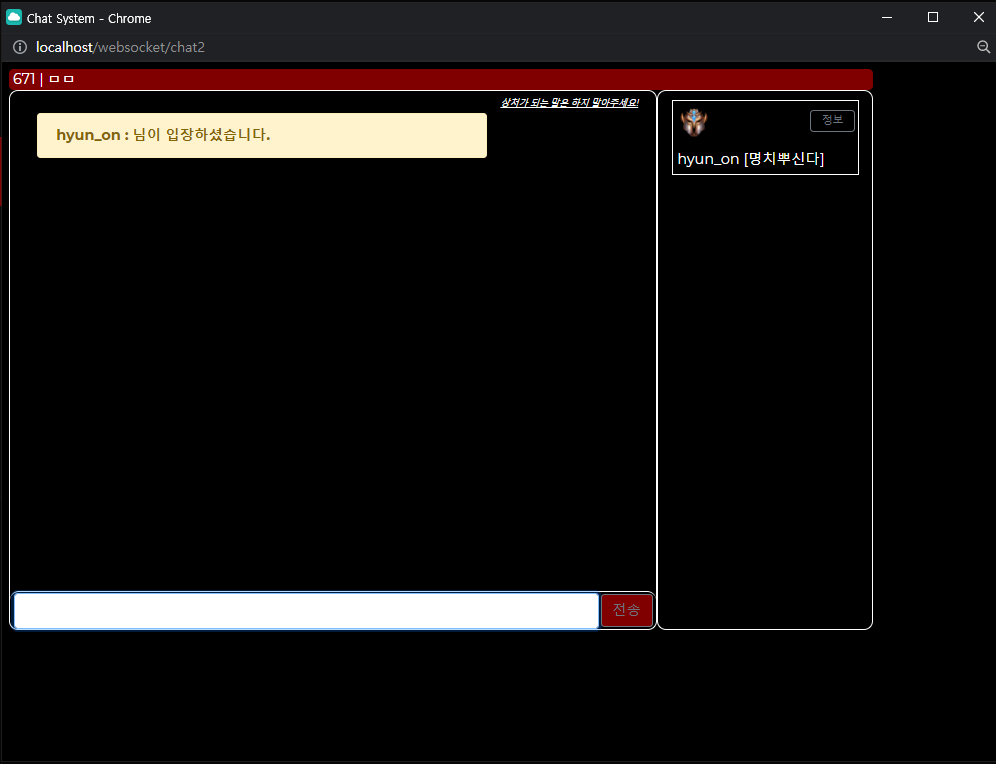 Chat System - Chrome
localhost/websocket/chat2
671 | ㅁㅁ
상처가 되는 말은 하지 말아주세요!
hyun_on : 님이 입장하셨습니다.
정보
hyun_on [명치뿌신다]
전송